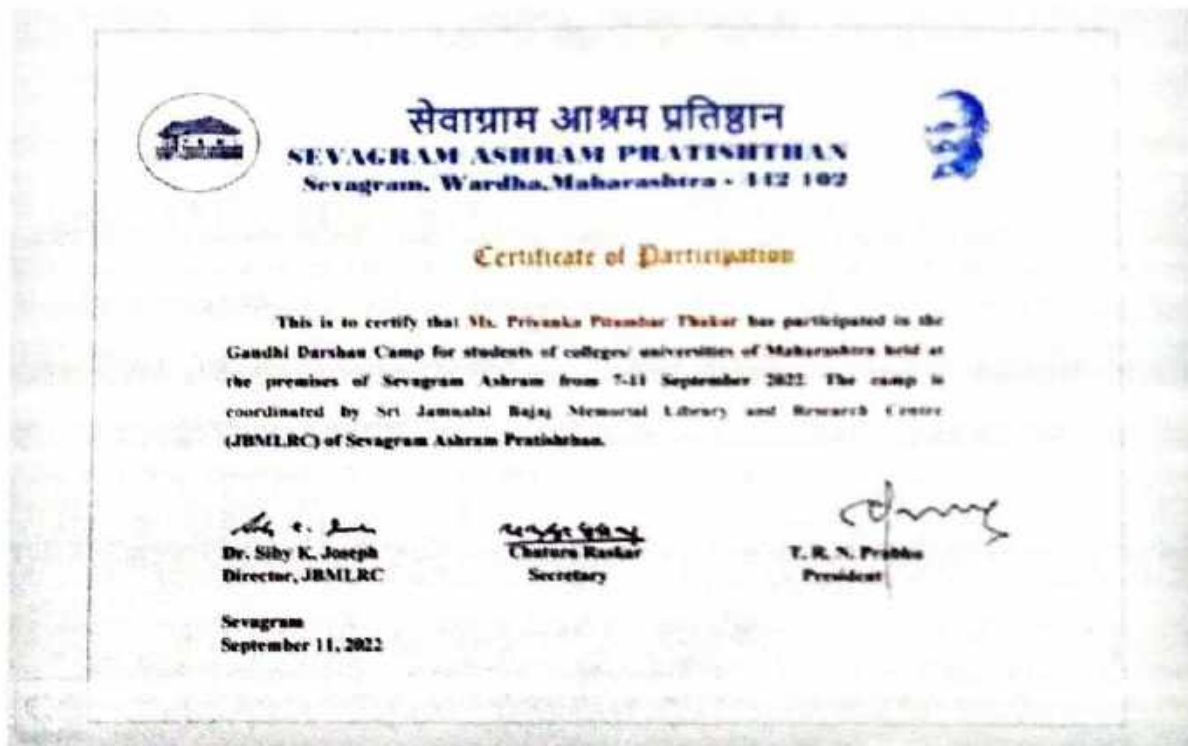 सेवाग्राम आश्रम प्रतिष्ठान
SEVAGRAM ASHRAM PRATISHTHAN
Sevagram, Wardha,Maharashtra - 442 102
Certificate of Participation
This is to certify that Ms. Priyanka Pitambar Thakur has participated in the
Gandhi Darshan Camp for students of colleges/ universities of Maharashtra held at
the premises of Sevagram Ashram from 7-11 September 2022. The camp is
coordinated by Sri Jamnalal Bajaj Memorial Library and Research Centre
(JBMLRC) of Sevagram Ashram Pratishthan.
Dr. Siby K. Joseph
Director, JBMLRC
Chatura Raskar
Secretary
T. R. N. Prabhu
President
Sevagram
September 11, 2022